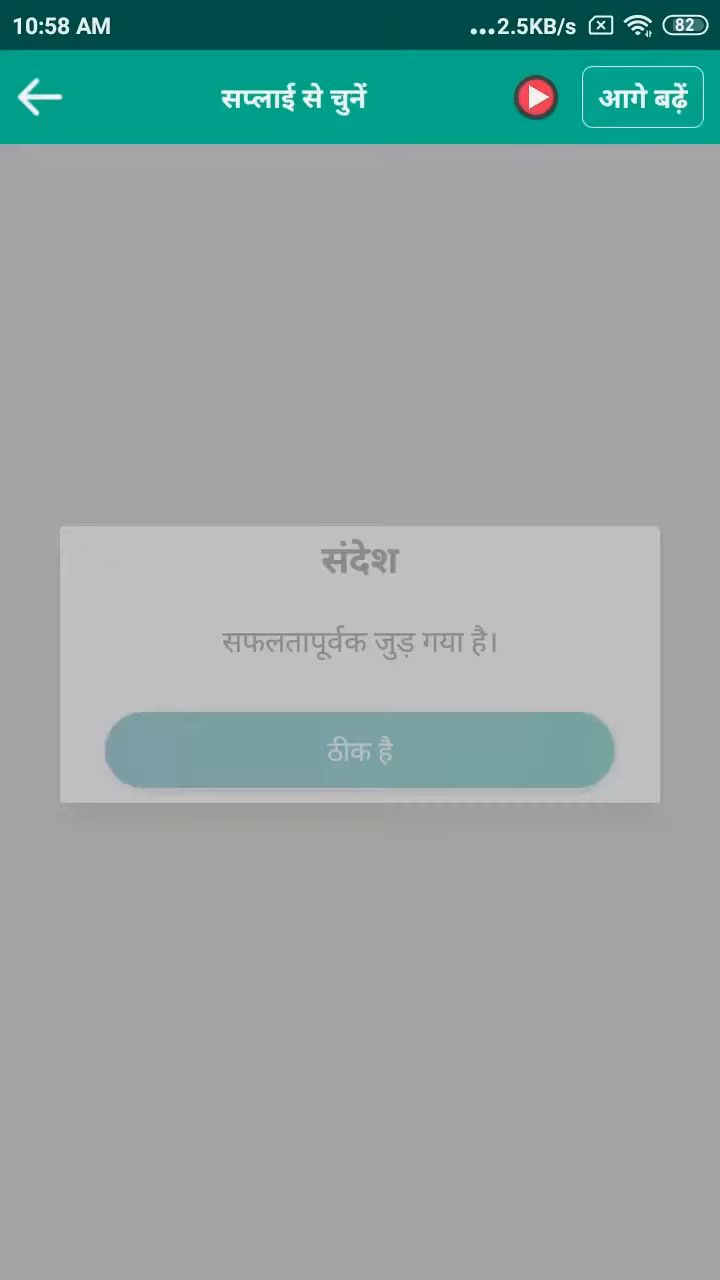 10:58 AM ...2.5KB/s 82
सप्लाई से चुनें आगे बढ़ें
संदेश
सफलतापूर्वक जुड़ गया है।
ठीक है